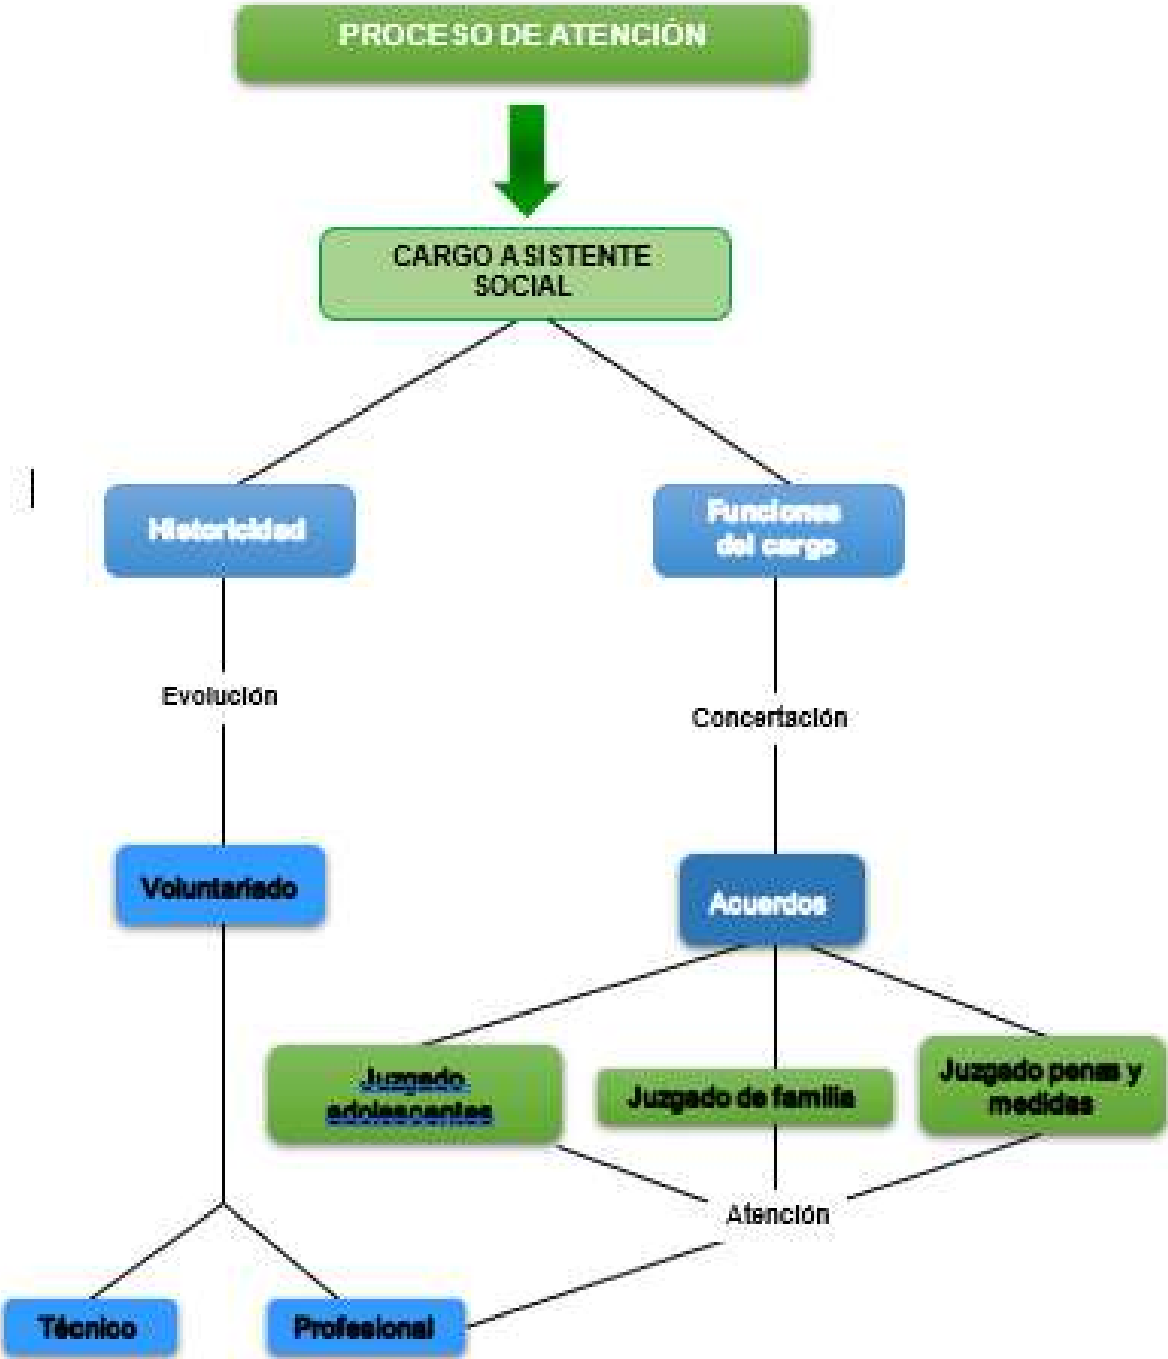 PROCESO DE ATENCIÓN
CARGO ASISTENTE
SOCIAL
Historicidad
Funciones
del cargo
Evolución
Concertación
Voluntariado
Acuerdos
Juzgado
adolescentes
Juzgado de familia
Juzgado penas y
medidas
Atención
Técnico
Profesional